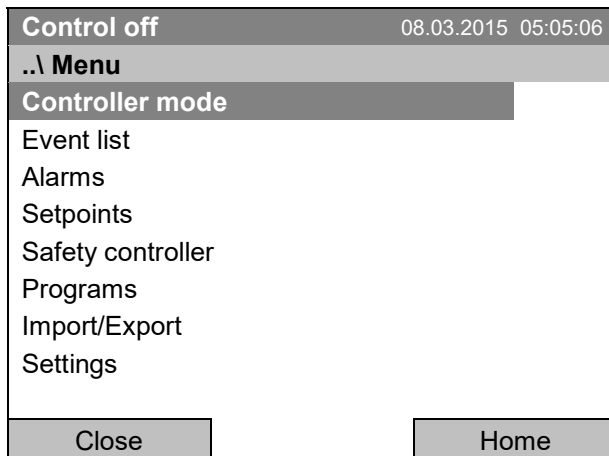 Control off 08.03.2015 05:05:06
..\ Menu
Controller mode
Event list
Alarms
Setpoints
Safety controller
Programs
Import/Export
Settings
Close Home